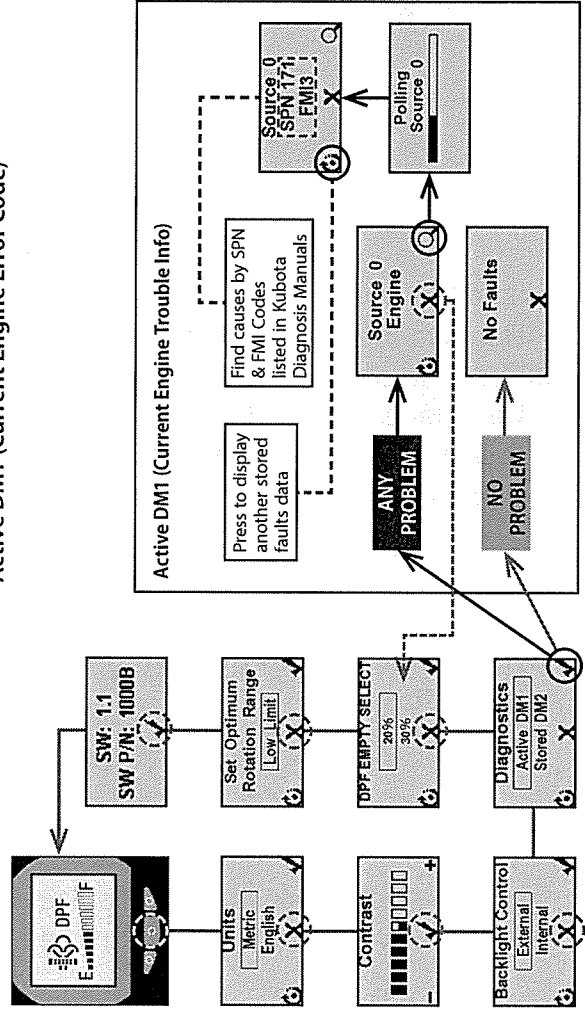 Active DM1 (Current Engine Error Code)
DPF
E F
Units
Metric
English
X
Contrast
− +
Backlight Control
External
Internal
X
SW: 1.1
SW P/N: 1000B
Set Optimum
Rotation Range
Low Limit
X
DPF EMPTY SELECT
20%
30%
X
Diagnostics
Active DM1
Stored DM2
X
Active DM1 (Current Engine Trouble Info)
Press to display
another stored
faults data
Find causes by SPN
& FMI Codes
listed in Kubota
Diagnosis Manuals
Source 0
SPN 171
FMI3
X
ANY
PROBLEM
Source 0
Engine
X
Polling
Source 0
NO
PROBLEM
No Faults
X